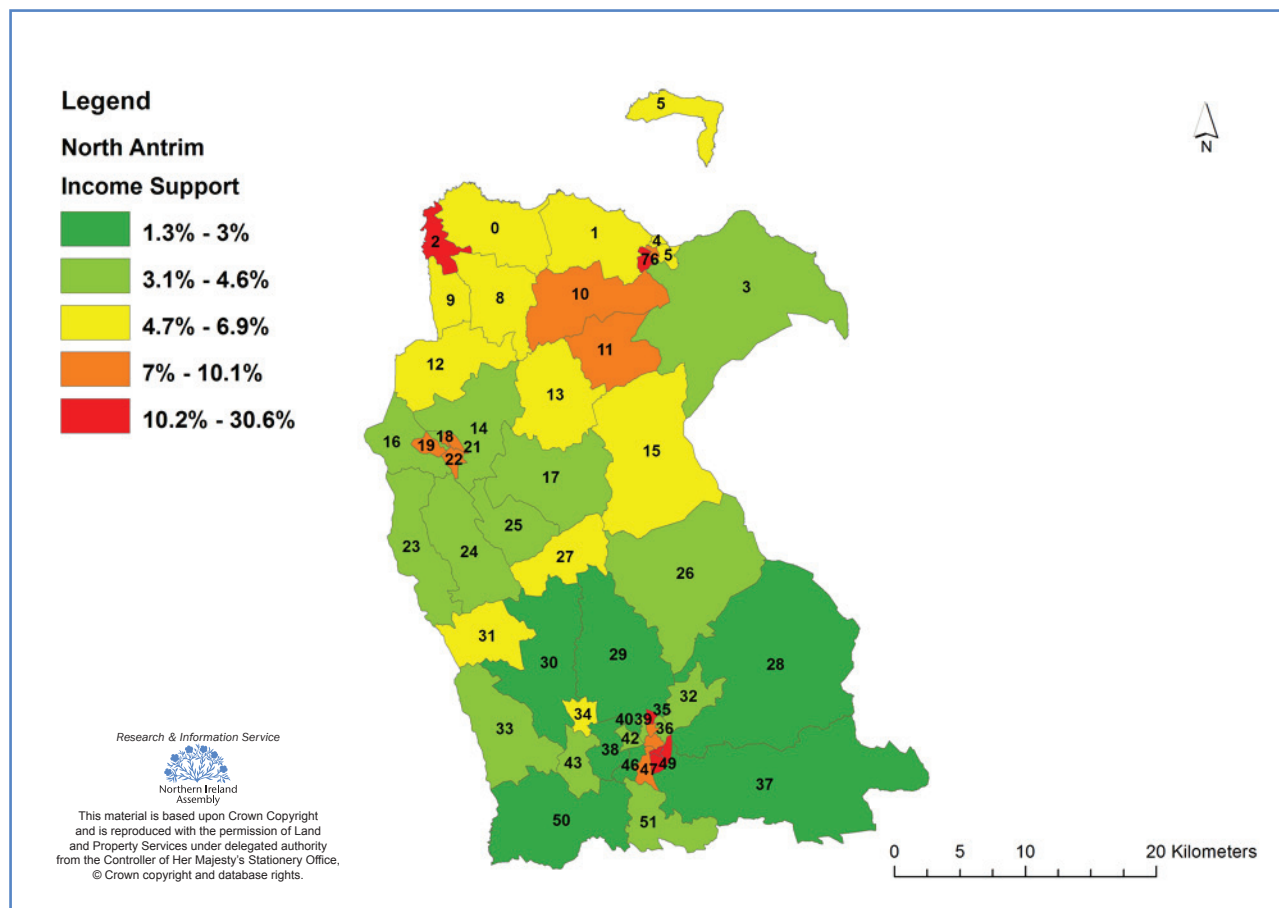 Legend
North Antrim
Income Support
1.3% - 3%
3.1% - 4.6%
4.7% - 6.9%
7% - 10.1%
10.2% - 30.6%
N
5
0
1
2
4
5
76
3
9
8
10
11
12
13
14
15
16
18
19
21
22
17
25
23
24
27
26
31
30
29
28
32
33
34
35
40
39
36
42
38
43
46
47
49
37
50
51
Research & Information Service
Northern Ireland
Assembly
This material is based upon Crown Copyright
and is reproduced with the permission of Land
and Property Services under delegated authority
from the Controller of Her Majesty's Stationery Office,
© Crown copyright and database rights.
0 5 10 20 Kilometers